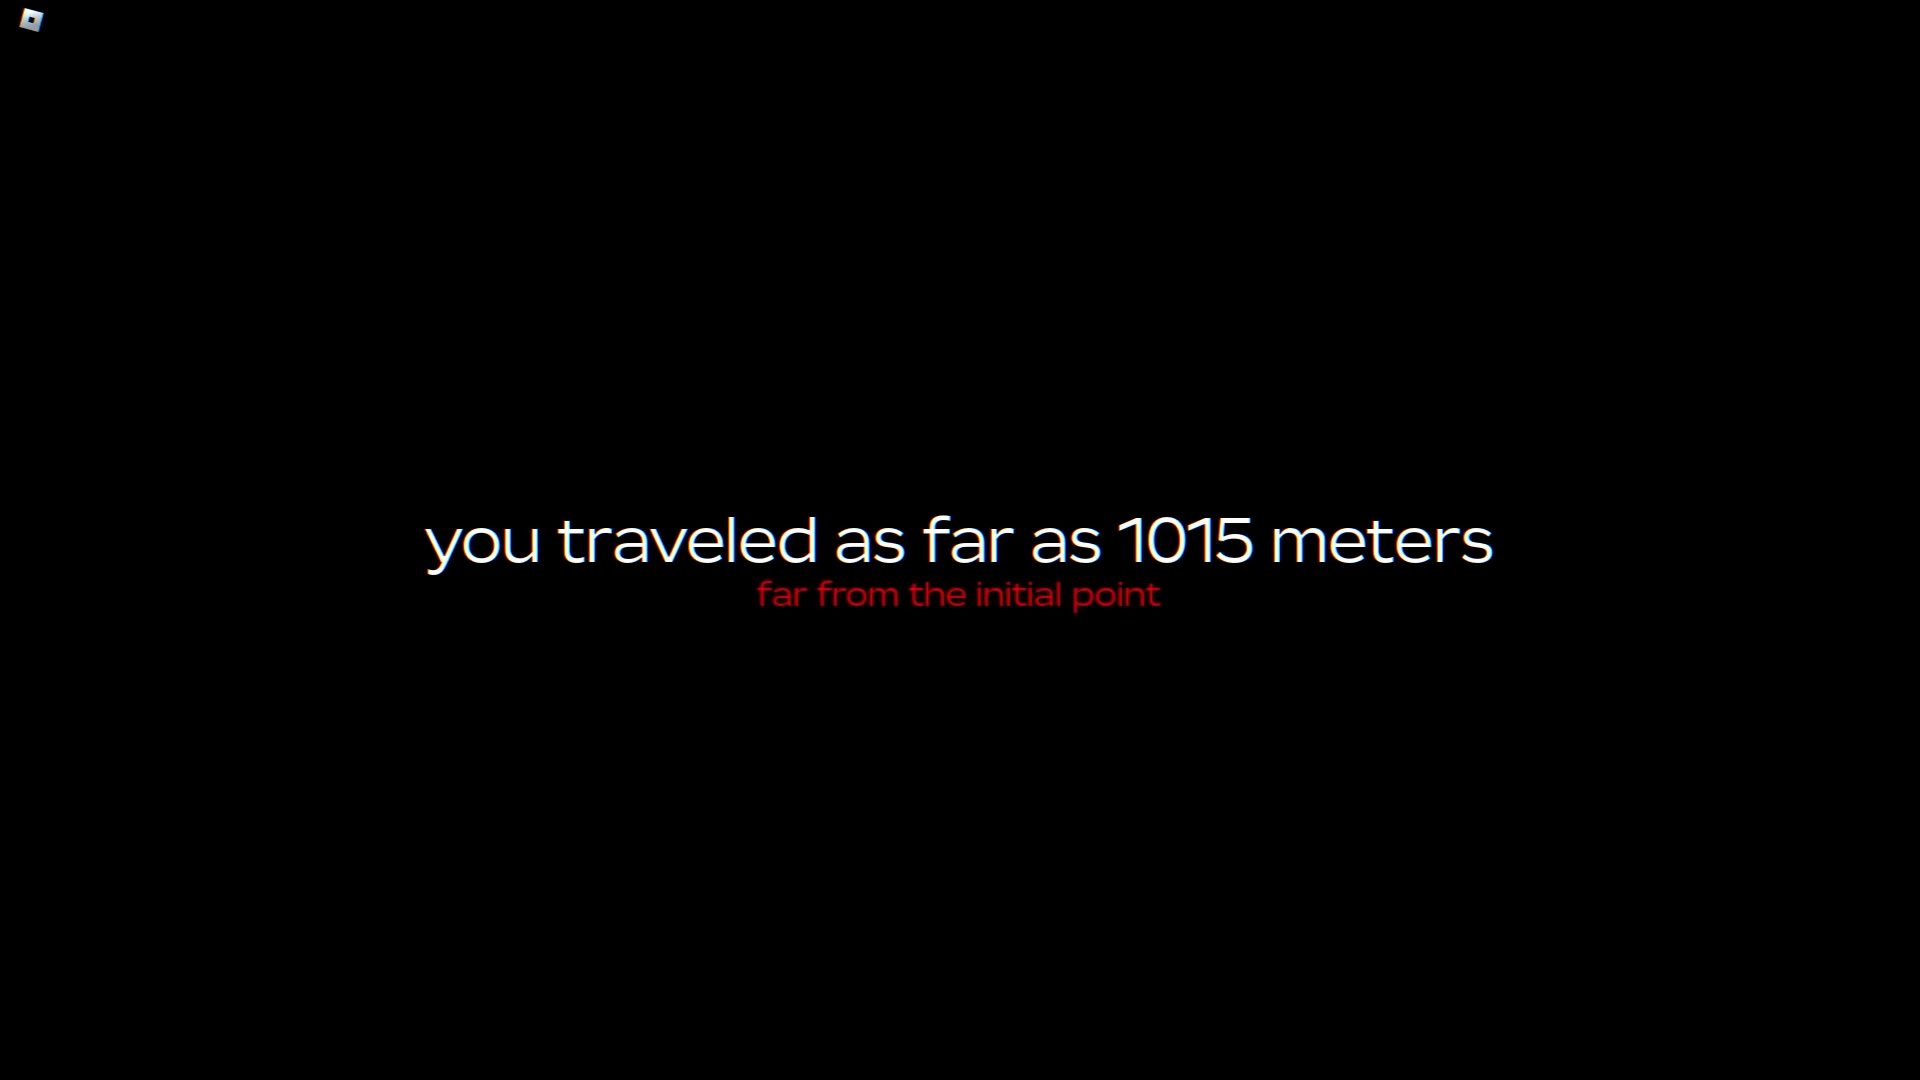 you traveled as far as 1015 meters
far from the initial point